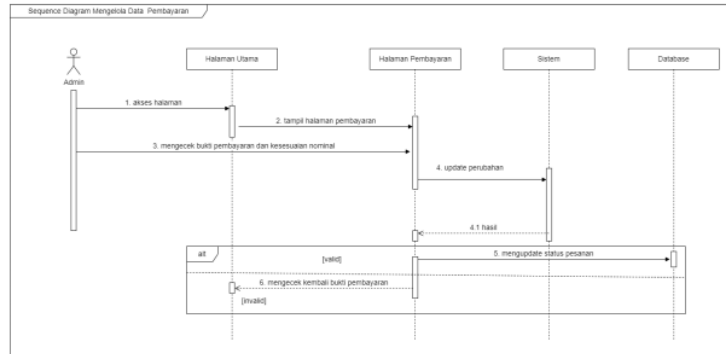 Sequence Diagram Mengelola Data Pembayaran
Admin
Halaman Utama
Halaman Pembayaran
Sistem
Database
1. akses halaman
2. tampil halaman pembayaran
3. mengecek bukti pembayaran dan kesesuaian nominal
4. update perubahan
4.1 hasil
alt
[valid]
5. mengupdate status pesanan
6. mengecek kembali bukti pembayaran
[invalid]